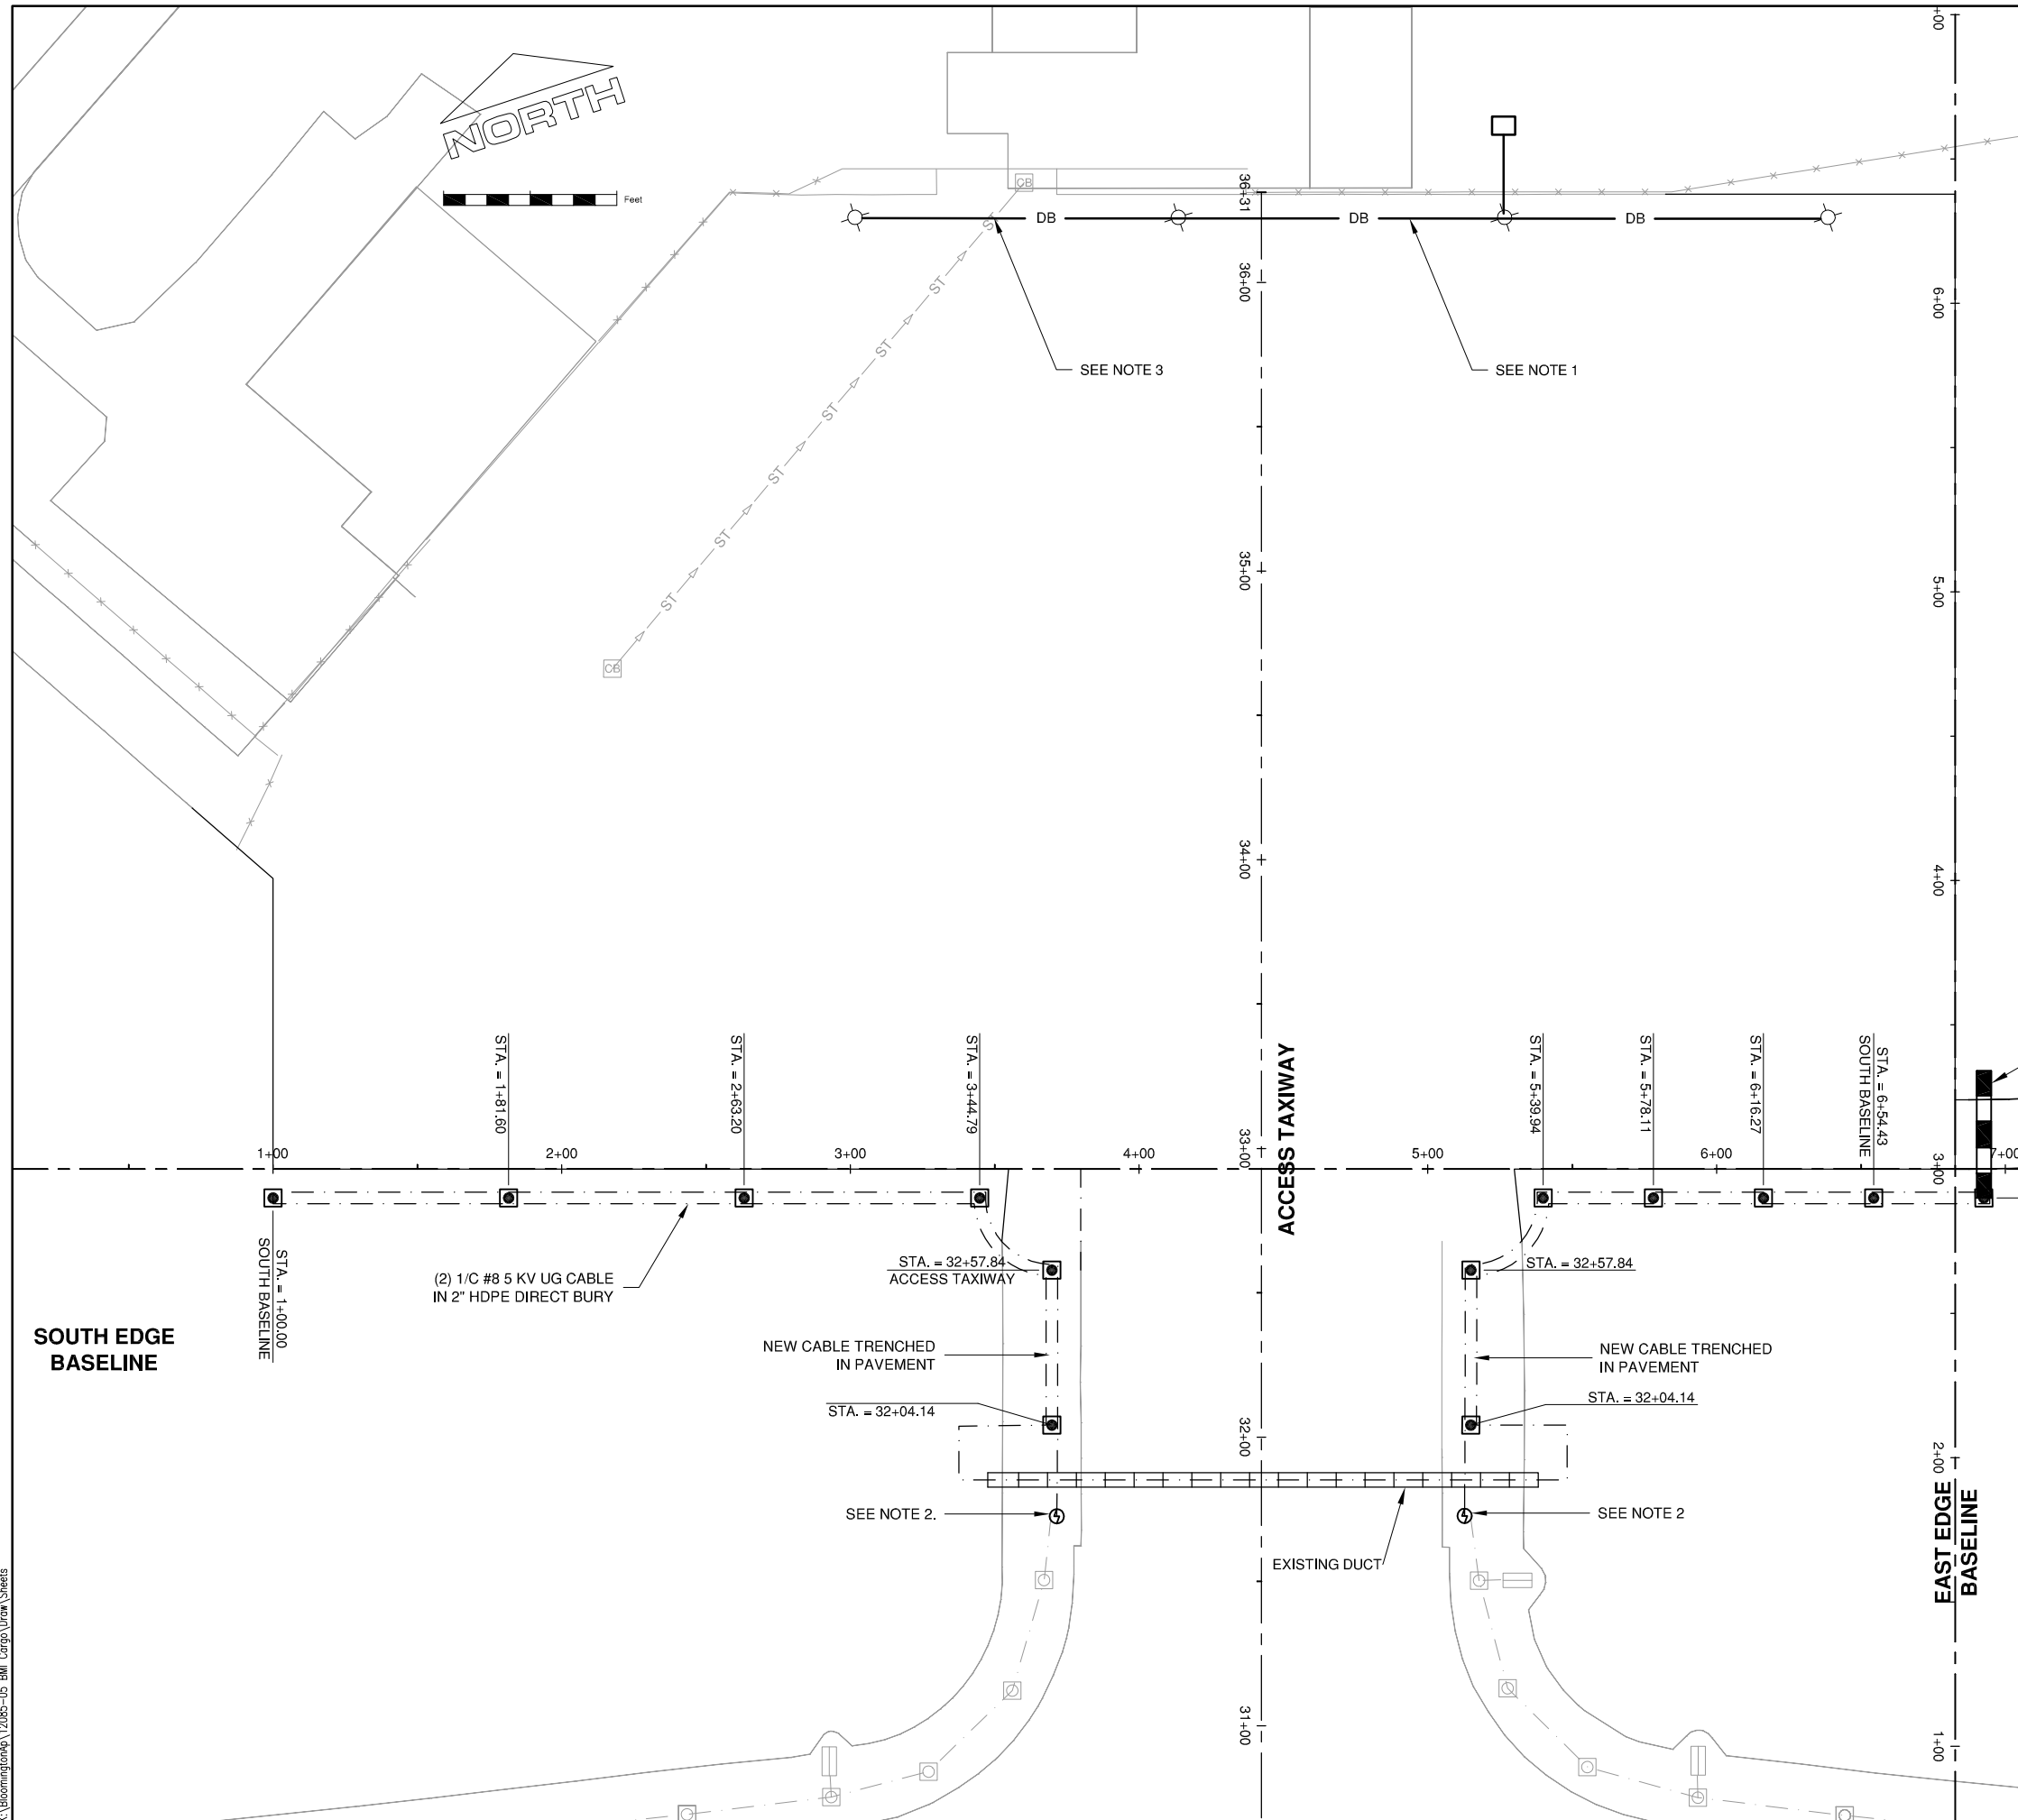 +00
NORTH
Feet
CB
36+31
DB
DB
DB
ST
36+00
6+00
ST
ST
SEE NOTE 3
SEE NOTE 1
ST
ST
ST
35+00
5+00
ST
CB
34+00
4+00
STA. = 1+81.60
STA. = 2+63.20
STA. = 3+44.79
ACCESS TAXIWAY
STA. = 5+39.94
STA. = 5+78.11
STA. = 6+16.27
STA. = 6+54.43
SOUTH BASELINE
1+00
2+00
3+00
4+00
33+00
5+00
6+00
3+00
7+00
STA. = 1+00.00
SOUTH BASELINE
(2) 1/C #8 5 KV UG CABLE
IN 2" HDPE DIRECT BURY
STA. = 32+57.84
ACCESS TAXIWAY
STA. = 32+57.84
SOUTH EDGE
BASELINE
NEW CABLE TRENCHED
IN PAVEMENT
NEW CABLE TRENCHED
IN PAVEMENT
STA. = 32+04.14
STA. = 32+04.14
32+00
2+00
SEE NOTE 2.
SEE NOTE 2
EXISTING DUCT
EAST EDGE
BASELINE
31+00
1+00
K:\BloomingtonAp\12085-05 BMI Cargo\Draw\Sheets